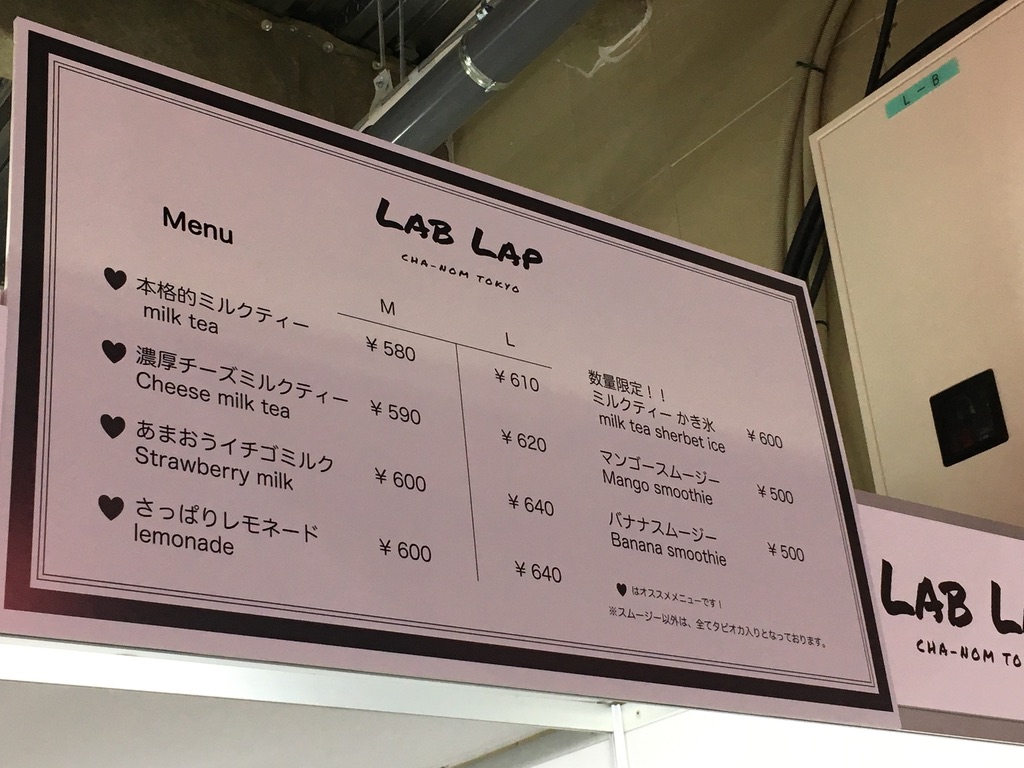 L-B
LAB LAP
CHA-NOM TOKYO
Menu
M
L
♥ 本格的ミルクティー
milk tea
¥580
¥610
♥ 濃厚チーズミルクティー
Cheese milk tea
¥590
¥620
♥ あまおうイチゴミルク
Strawberry milk
¥600
¥640
♥ さっぱりレモネード
lemonade
¥600
¥640
数量限定！！
ミルクティー かき氷
milk tea sherbet ice
¥600
マンゴースムージー
Mango smoothie
¥500
バナナスムージー
Banana smoothie
¥500
♥ はオススメメニューです！
※スムージー以外は、全てタピオカ入りとなっております。
LAB
CHA-NOM